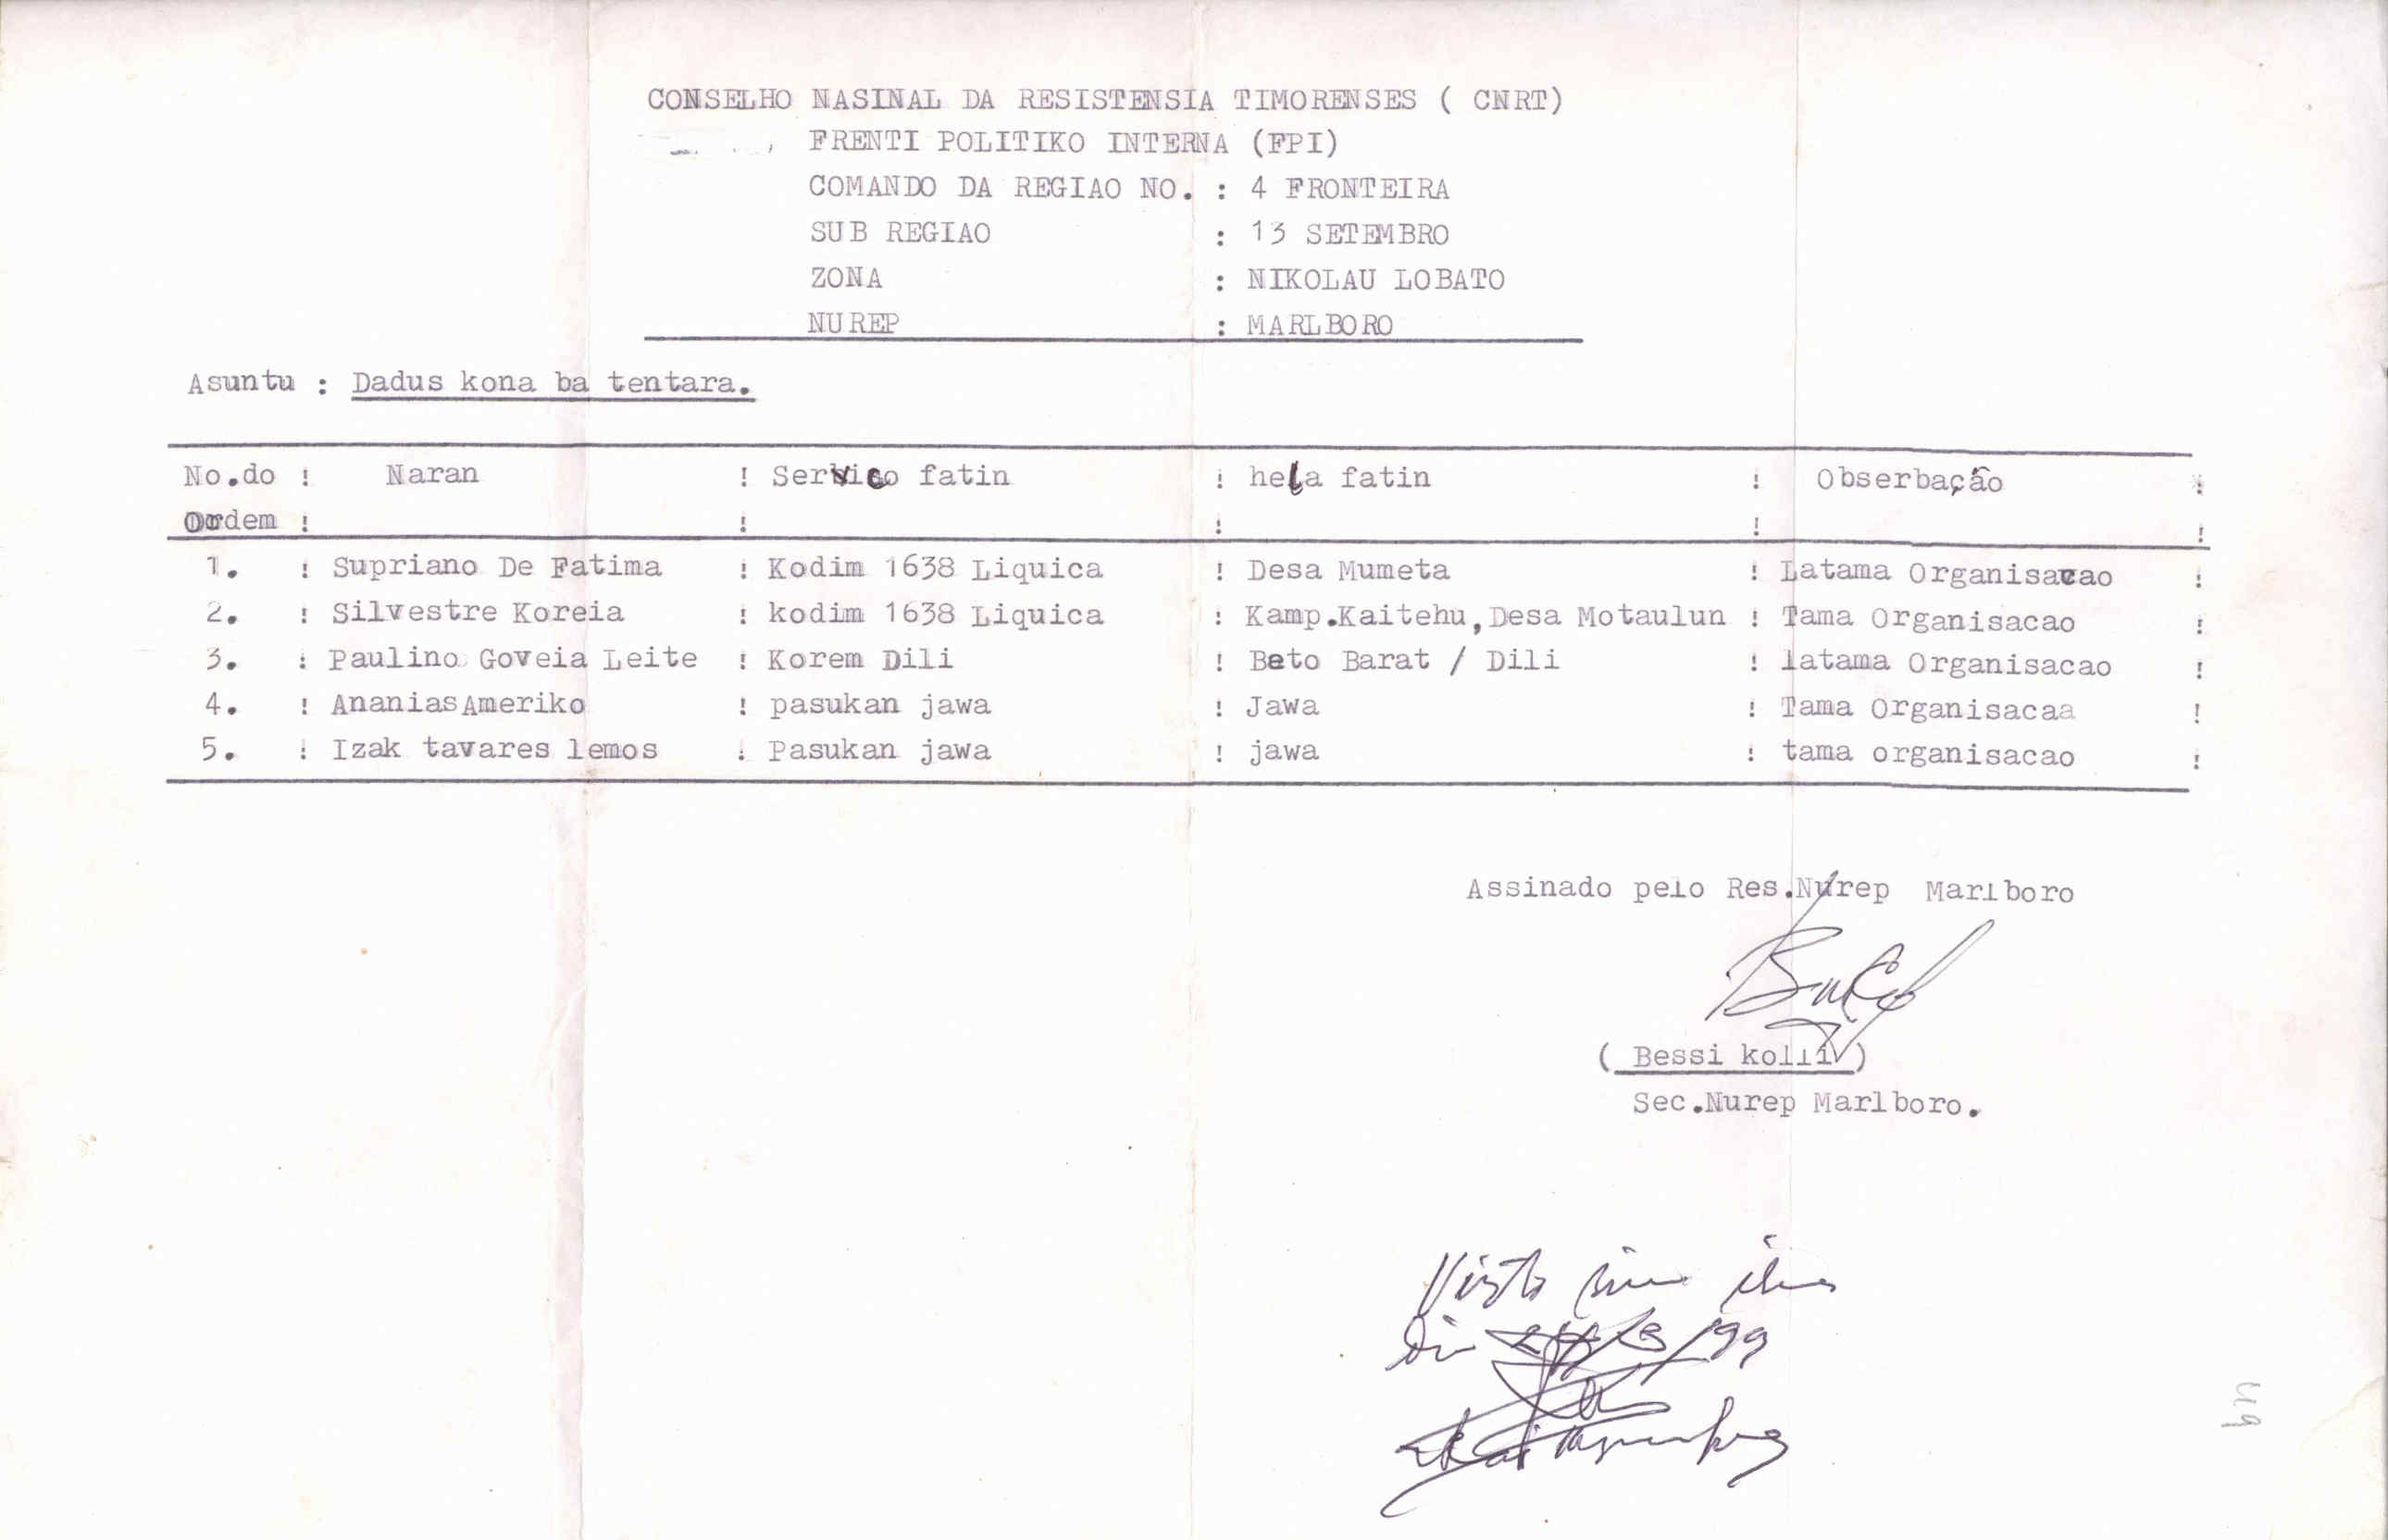 CONSELHO NASINAL DA RESISTENSIA TIMORENSES ( CNRT)
FRENTI POLITIKO INTERNA (FPI)
COMANDO DA REGIAO NO. : 4 FRONTEIRA
SUB REGIAO : 13 SETEMBRO
ZONA : NIKOLAU LOBATO
NUREP : MARLBORO
Asuntu : Dadus kona ba tentara.
No.do ! Naran ! Servico fatin ! hela fatin ! Obserbação !
Ordem ! ! ! ! !
1. ! Supriano De Fatima ! Kodim 1638 Liquica ! Desa Mumeta ! Latama Organisacao !
2. ! Silvestre Koreia ! kodim 1638 Liquica ! Kamp.Kaitehu,Desa Motaulun ! Tama Organisacao !
3. ! Paulino Goveia Leite ! Korem Dili ! Beto Barat / Dili ! latama Organisacao !
4. ! Ananias Ameriko ! pasukan jawa ! Jawa ! Tama Organisacaa !
5. ! Izak tavares lemos ! Pasukan jawa ! jawa ! tama organisacao !
Assinado pelo Res.Nurep Marlboro
( Bessi kolli )
Sec.Nurep Marlboro.
Visto
/99